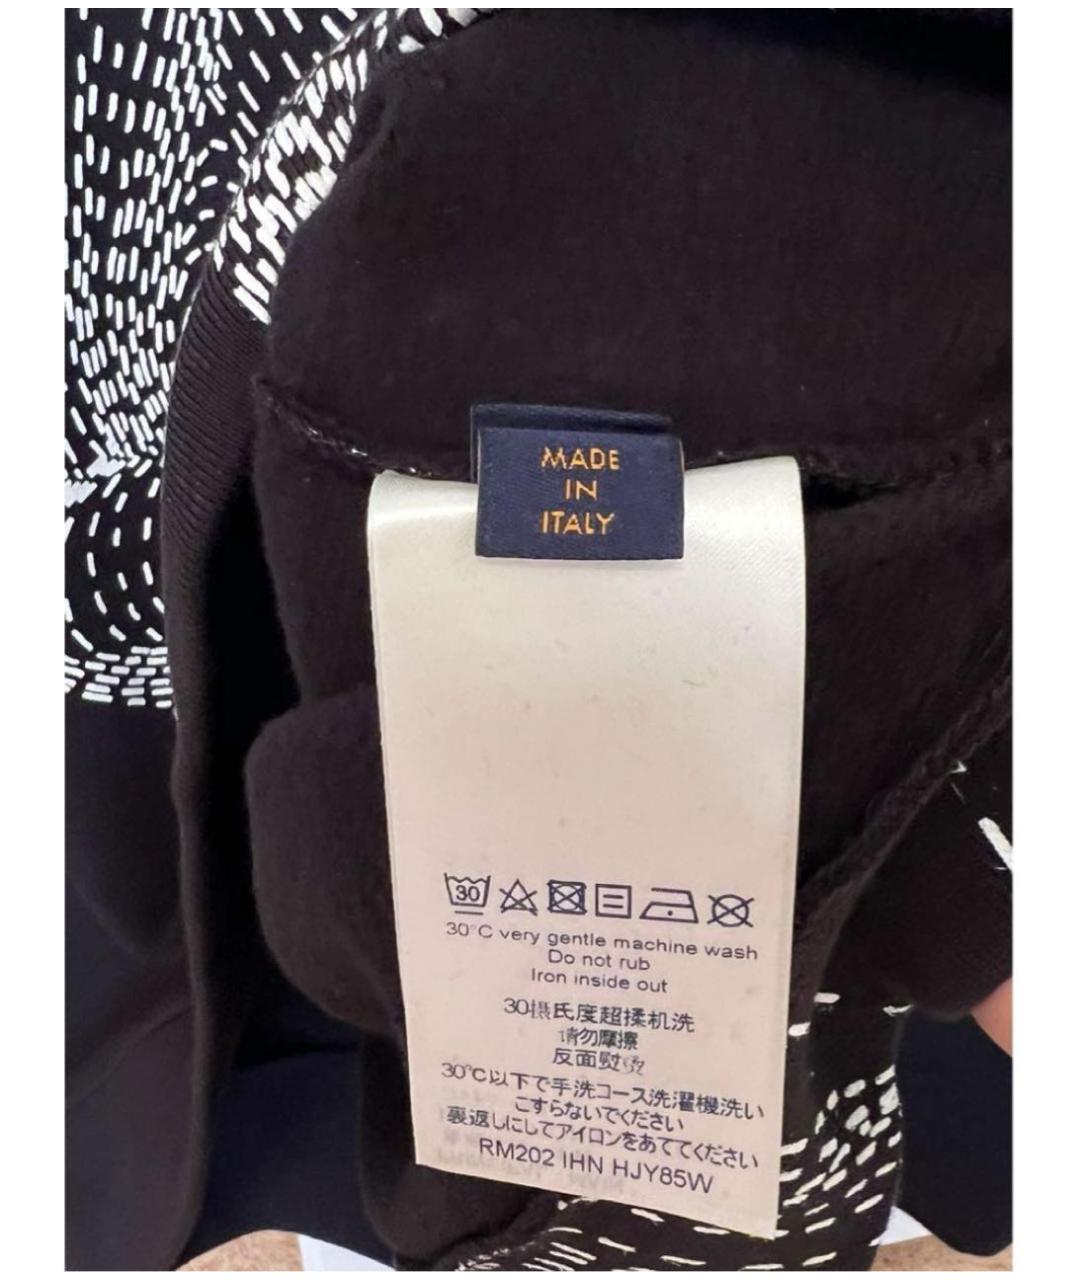 MADE
IN
ITALY
30
30°C very gentle machine wash
Do not rub
Iron inside out
30摄氏度超揉机洗
请勿摩擦
反面熨烫
30℃以下で手洗コース洗濯機洗い
こすらないでください
裏返しにしてアイロンをあててください
RM202 IHN HJY85W